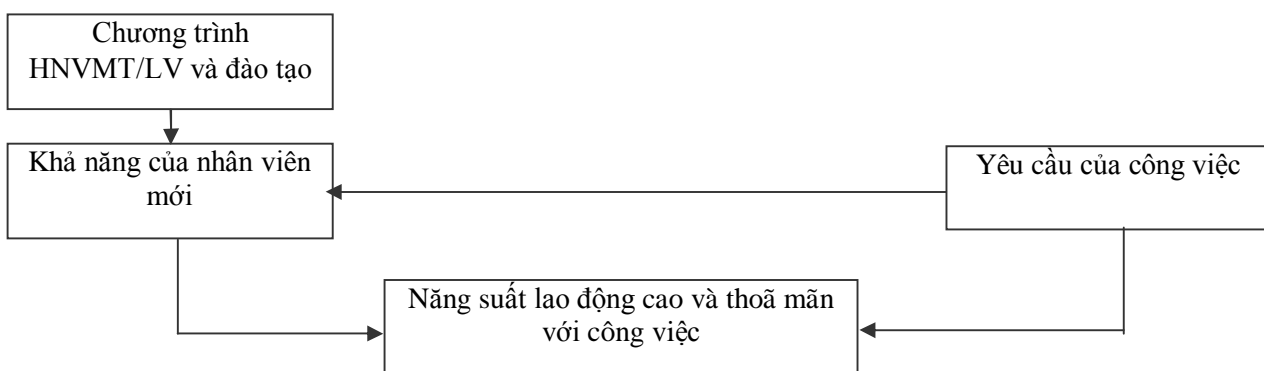 Chương trình
HNVMT/LV và đào tạo
Khả năng của nhân viên
mới
Yêu cầu của công việc
Năng suất lao động cao và thoã mãn
với công việc